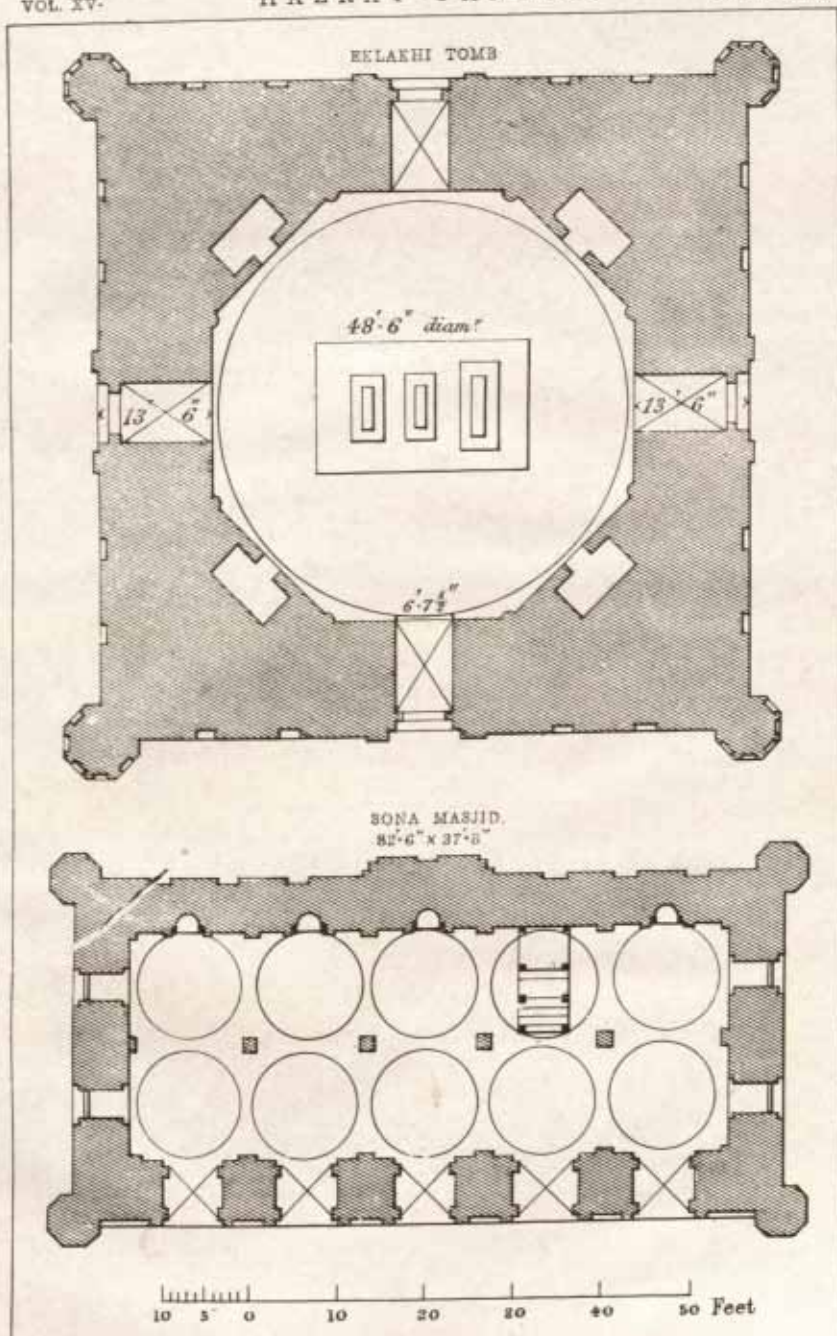 VOL. XV.
EKLAKHI TOMB
48'-6" diamr
13' 6"
13' 6"
6'-7½"
SONA MASJID.
82'-6" × 37'-8"
10 5 0 10 20 30 40 50 Feet